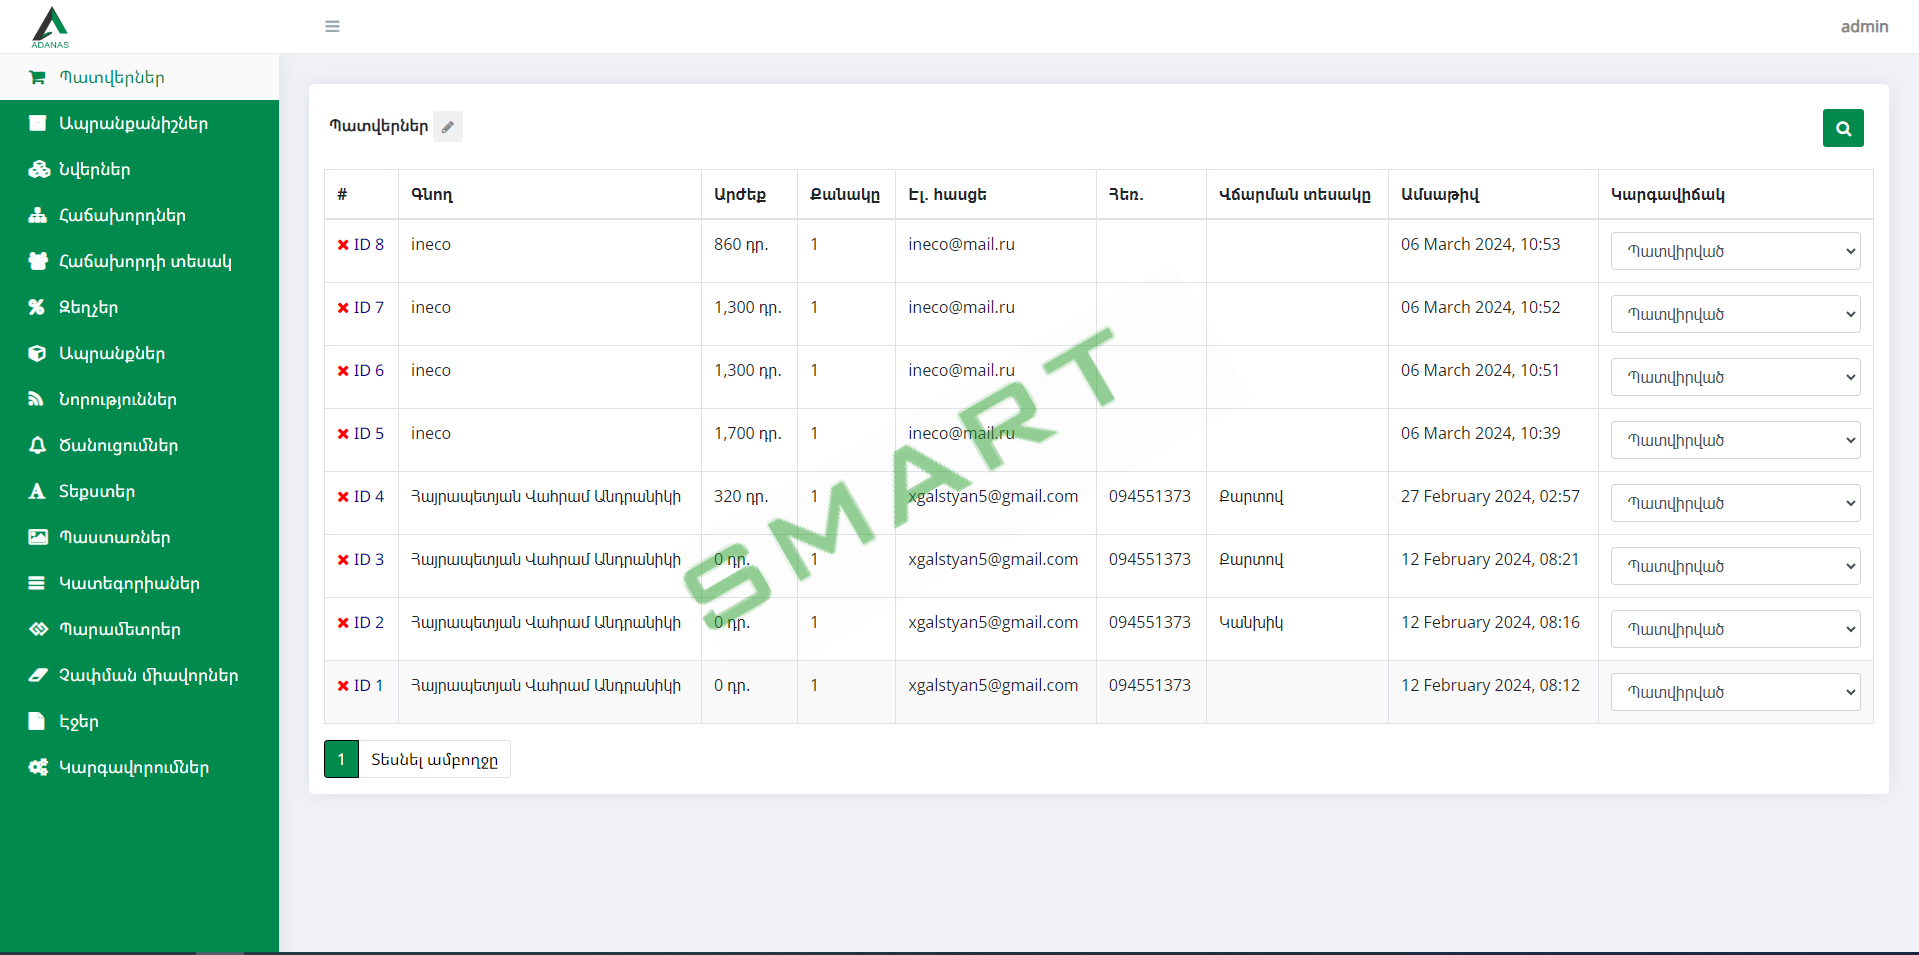 ADANAS
admin
Պատվերներ
Ապրանքանիշներ
Նվերներ
Հաճախորդներ
Հաճախորդի տեսակ
Զեղչեր
Ապրանքներ
Նորություններ
Ծանուցումներ
Տեքստեր
Պաստառներ
Կատեգորիաներ
Պարամետրեր
Չափման միավորներ
Էջեր
Կարգավորումներ
Պատվերներ
# Գնող Արժեք Քանակը Էլ. հասցե Հեռ. Վճարման տեսակը Ամսաթիվ Կարգավիճակ
ID 8 ineco 860 դր. 1 ineco@mail.ru 06 March 2024, 10:53 Պատվիրված
ID 7 ineco 1,300 դր. 1 ineco@mail.ru 06 March 2024, 10:52 Պատվիրված
ID 6 ineco 1,300 դր. 1 ineco@mail.ru 06 March 2024, 10:51 Պատվիրված
ID 5 ineco 1,700 դր. 1 ineco@mail.ru 06 March 2024, 10:39 Պատվիրված
ID 4 Հայրապետյան Վահրամ Անդրանիկի 320 դր. 1 xgalstyan5@gmail.com 094551373 Քարտով 27 February 2024, 02:57 Պատվիրված
ID 3 Հայրապետյան Վահրամ Անդրանիկի 0 դր. 1 xgalstyan5@gmail.com 094551373 Քարտով 12 February 2024, 08:21 Պատվիրված
ID 2 Հայրապետյան Վահրամ Անդրանիկի 0 դր. 1 xgalstyan5@gmail.com 094551373 Կանխիկ 12 February 2024, 08:16 Պատվիրված
ID 1 Հայրապետյան Վահրամ Անդրանիկի 0 դր. 1 xgalstyan5@gmail.com 094551373 12 February 2024, 08:12 Պատվիրված
1 Տեսնել ամբողջը
SMART